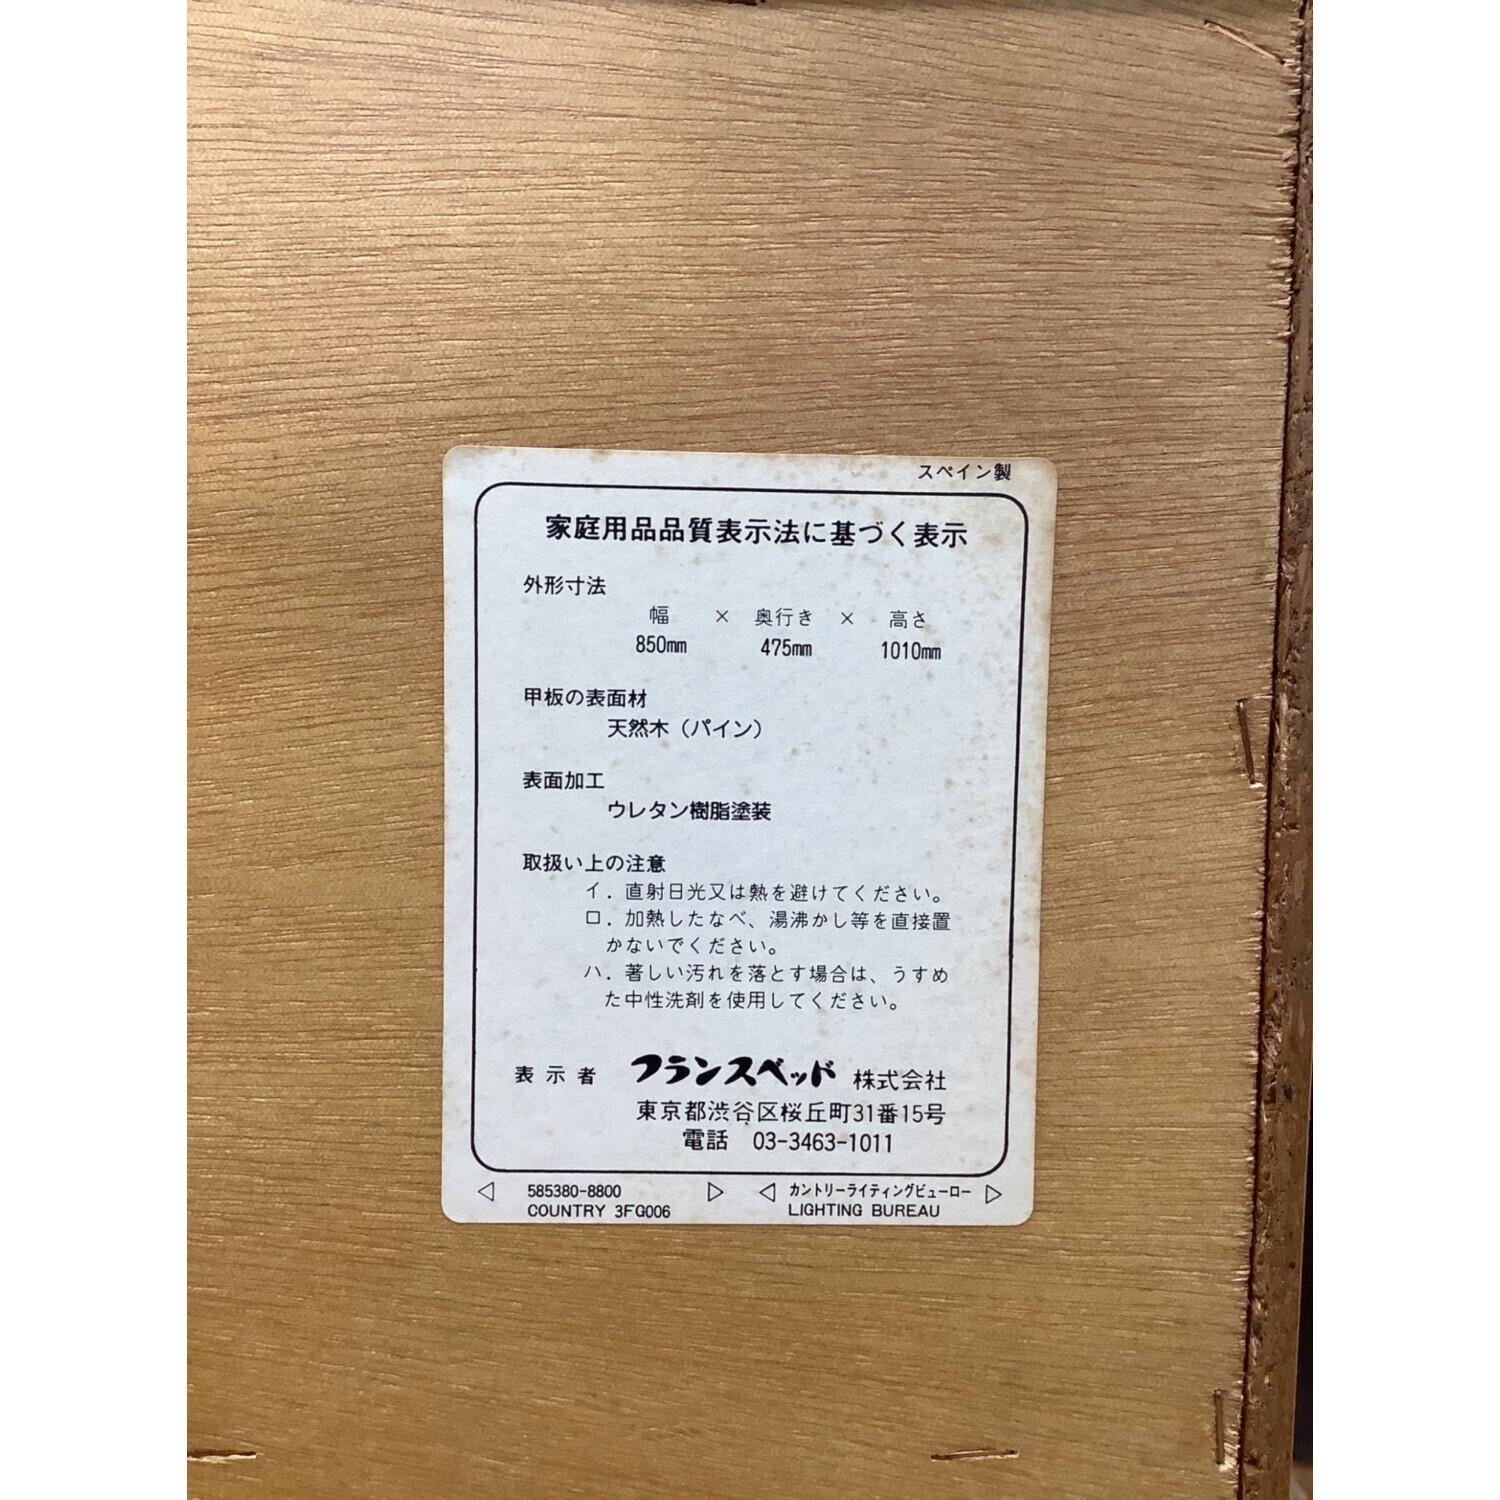 スペイン製
家庭用品品質表示法に基づく表示
外形寸法
幅 × 奥行き × 高さ
850mm 475mm 1010mm
甲板の表面材
天然木（パイン）
表面加工
ウレタン樹脂塗装
取扱い上の注意
イ．直射日光又は熱を避けてください。
ロ．加熱したなべ、湯沸かし等を直接置
かないでください。
ハ．著しい汚れを落とす場合は、うすめ
た中性洗剤を使用してください。
表示者 フランスベッド 株式会社
東京都渋谷区桜丘町31番15号
電話 03-3463-1011
◁ 585380-8800 ▷ ◁ カントリーライティングビューロー ▷
COUNTRY 3FG006 LIGHTING BUREAU